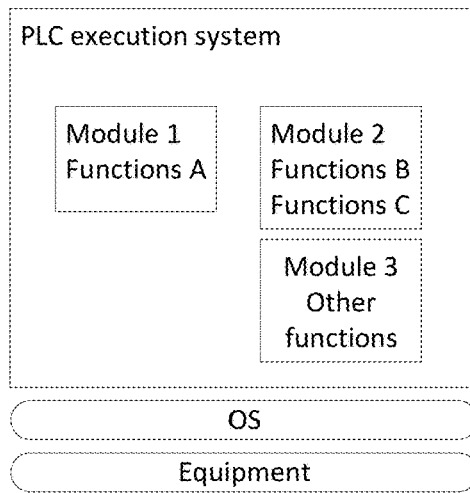 PLC execution system
Module 1
Functions A
Module 2
Functions B
Functions C
Module 3
Other
functions
OS
Equipment